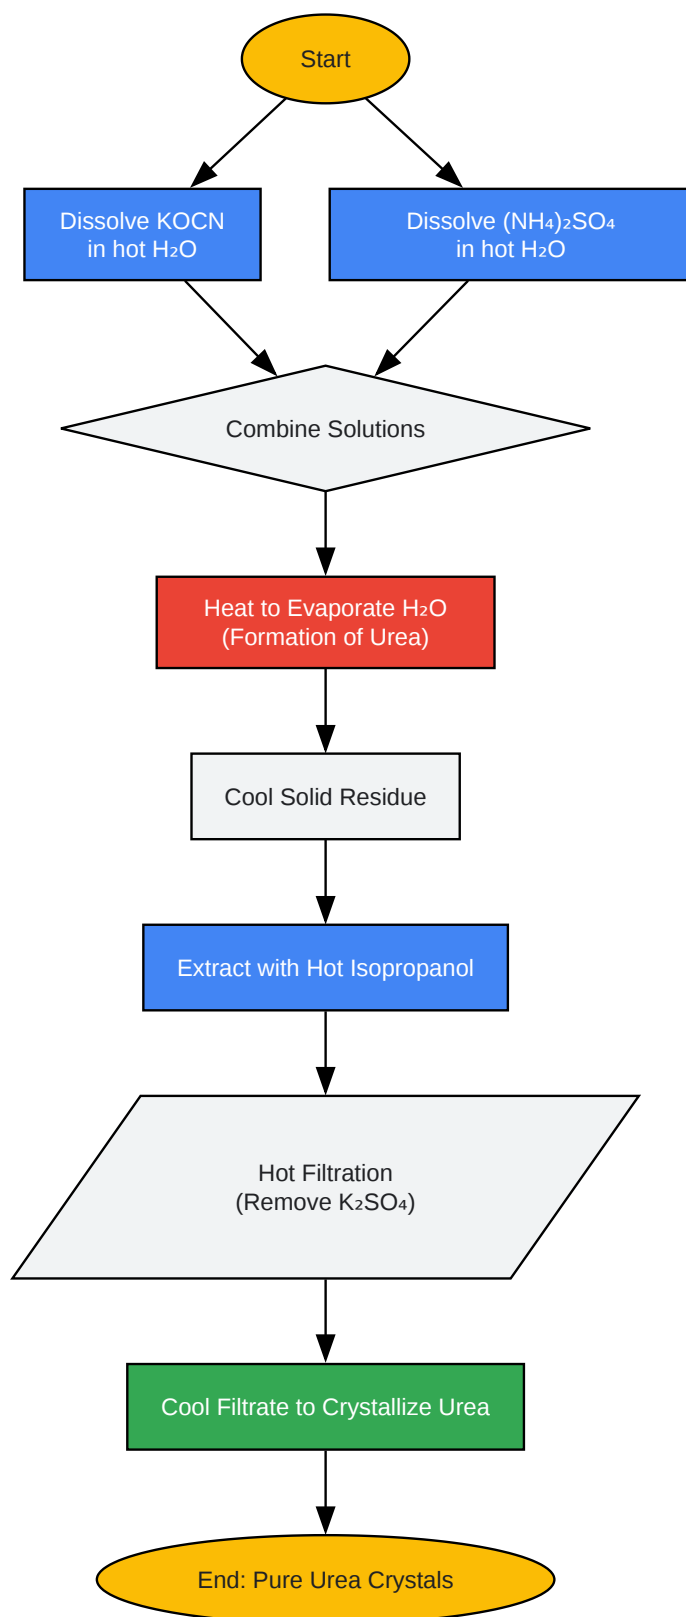 Start
Dissolve KOCN
in hot H₂O
Dissolve (NH₄)₂SO₄
in hot H₂O
Combine Solutions
Heat to Evaporate H₂O
(Formation of Urea)
Cool Solid Residue
Extract with Hot Isopropanol
Hot Filtration
(Remove K₂SO₄)
Cool Filtrate to Crystallize Urea
End: Pure Urea Crystals